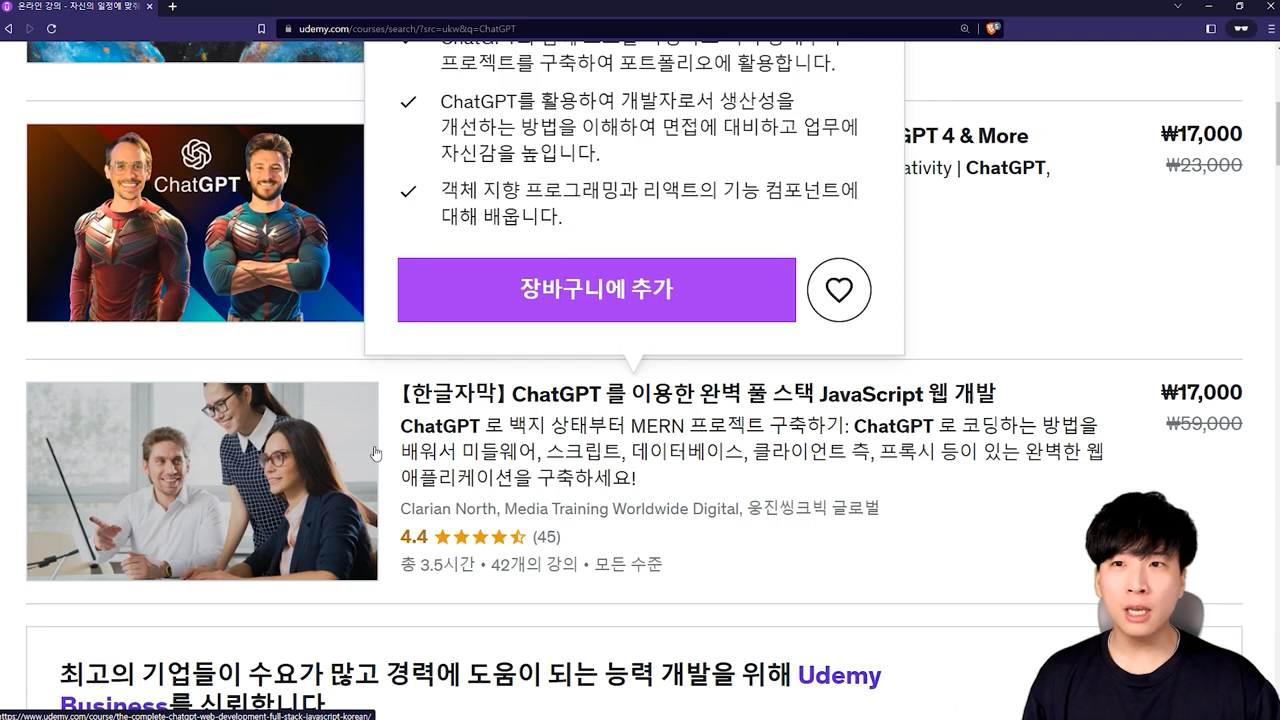 온라인 강의 - 자신의 일정에 맞춰
udemy.com/courses/search/?src=ukw&q=ChatGPT
프로젝트를 구축하여 포트폴리오에 활용합니다.
ChatGPT를 활용하여 개발자로서 생산성을
개선하는 방법을 이해하여 면접에 대비하고 업무에
자신감을 높입니다.
객체 지향 프로그래밍과 리액트의 기능 컴포넌트에
대해 배웁니다.
장바구니에 추가
ChatGPT
GPT 4 & More
₩17,000
ativity | ChatGPT,
₩23,000
【한글자막】 ChatGPT 를 이용한 완벽 풀 스택 JavaScript 웹 개발
₩17,000
ChatGPT 로 백지 상태부터 MERN 프로젝트 구축하기: ChatGPT 로 코딩하는 방법을
₩59,000
배워서 미들웨어, 스크립트, 데이터베이스, 클라이언트 측, 프록시 등이 있는 완벽한 웹
애플리케이션을 구축하세요!
Clarian North, Media Training Worldwide Digital, 웅진씽크빅 글로벌
4.4 (45)
총 3.5시간 • 42개의 강의 • 모든 수준
최고의 기업들이 수요가 많고 경력에 도움이 되는 능력 개발을 위해 Udemy
Business를 신뢰합니다
https://www.udemy.com/course/the-complete-chatgpt-web-development-full-stack-javascript-korean/